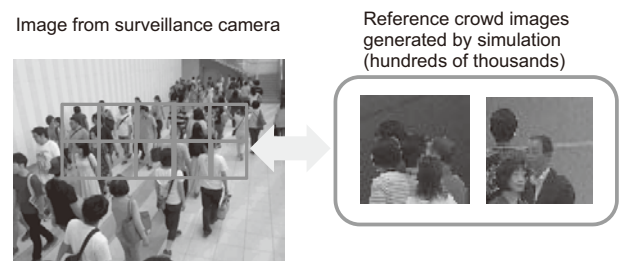 Image from surveillance camera
Reference crowd images
generated by simulation
(hundreds of thousands)